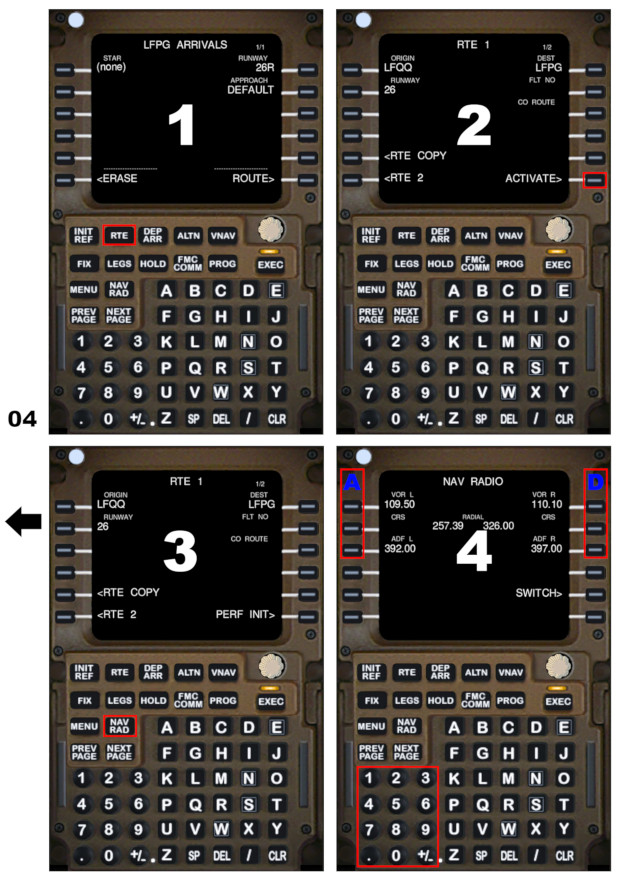 LFPG ARRIVALS 1/1
STAR RUNWAY
(none) 26R
APPROACH
DEFAULT
1
<ERASE ROUTE>
INIT REF RTE DEP ARR ALTN VNAV
FIX LEGS HOLD FMC COMM PROG EXEC
MENU NAV RAD A B C D E
PREV PAGE NEXT PAGE F G H I J
1 2 3 K L M N O
4 5 6 P Q R S T
7 8 9 U V W X Y
. 0 +/- Z SP DEL / CLR
RTE 1 1/2
ORIGIN DEST
LFQQ LFPG
RUNWAY FLT NO
26
CO ROUTE
2
<RTE COPY
<RTE 2 ACTIVATE>
INIT REF RTE DEP ARR ALTN VNAV
FIX LEGS HOLD FMC COMM PROG EXEC
MENU NAV RAD A B C D E
PREV PAGE NEXT PAGE F G H I J
1 2 3 K L M N O
4 5 6 P Q R S T
7 8 9 U V W X Y
. 0 +/- Z SP DEL / CLR
04
RTE 1 1/2
ORIGIN DEST
LFQQ LFPG
RUNWAY FLT NO
26
CO ROUTE
3
<RTE COPY
<RTE 2 PERF INIT>
INIT REF RTE DEP ARR ALTN VNAV
FIX LEGS HOLD FMC COMM PROG EXEC
MENU NAV RAD A B C D E
PREV PAGE NEXT PAGE F G H I J
1 2 3 K L M N O
4 5 6 P Q R S T
7 8 9 U V W X Y
. 0 +/- Z SP DEL / CLR
A NAV RADIO D
VOR L VOR R
109.50 110.10
CRS RADIAL CRS
257.39 326.00
ADF L ADF R
392.00 397.00
4
SWITCH>
INIT REF RTE DEP ARR ALTN VNAV
FIX LEGS HOLD FMC COMM PROG EXEC
MENU NAV RAD A B C D E
PREV PAGE NEXT PAGE F G H I J
1 2 3 K L M N O
4 5 6 P Q R S T
7 8 9 U V W X Y
. 0 +/- Z SP DEL / CLR